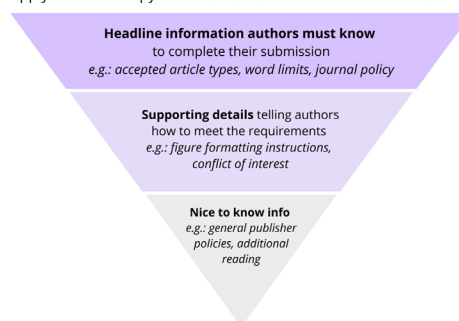 Headline information authors must know
to complete their submission
e.g.: accepted article types, word limits, journal policy
Supporting details telling authors
how to meet the requirements
e.g.: figure formatting instructions,
conflict of interest
Nice to know info
e.g.: general publisher
policies, additional
reading